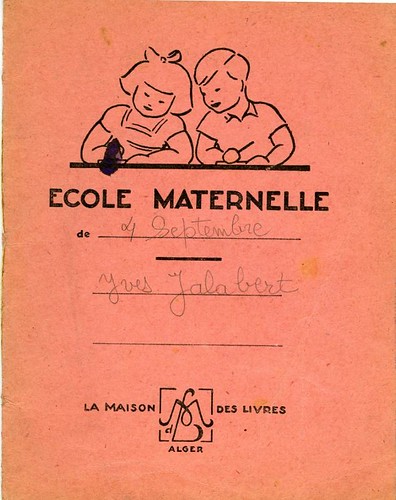 ECOLE MATERNELLE
de 4 Septembre
Yves Jalabert
LA MAISON DES LIVRES
ALGER